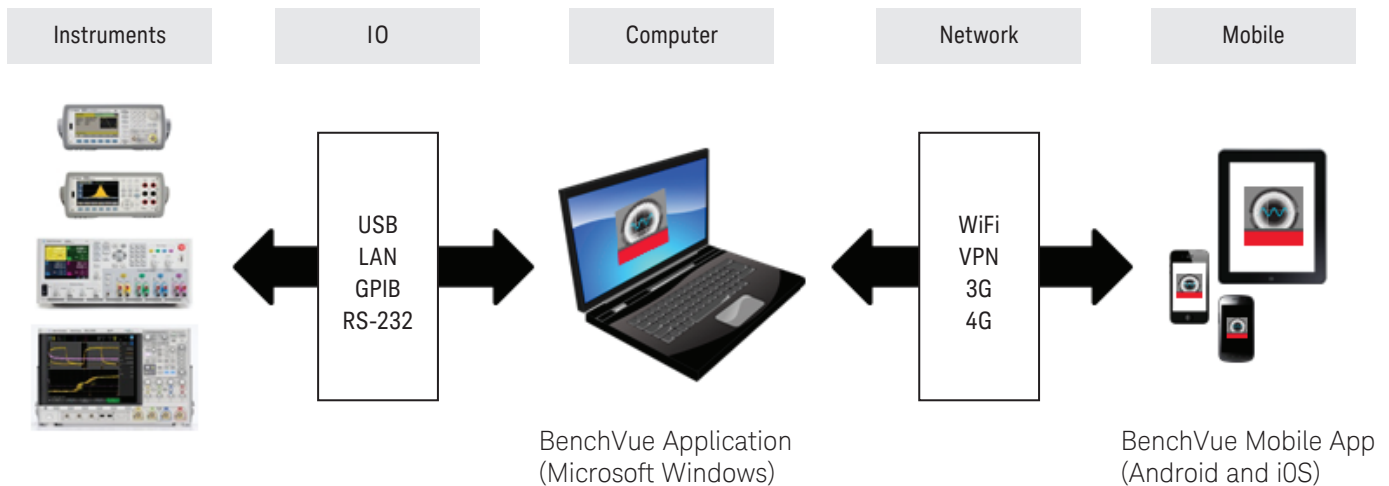 Instruments
IO
Computer
Network
Mobile
USB
LAN
GPIB
RS-232
WiFi
VPN
3G
4G
BenchVue Application
(Microsoft Windows)
BenchVue Mobile App
(Android and iOS)